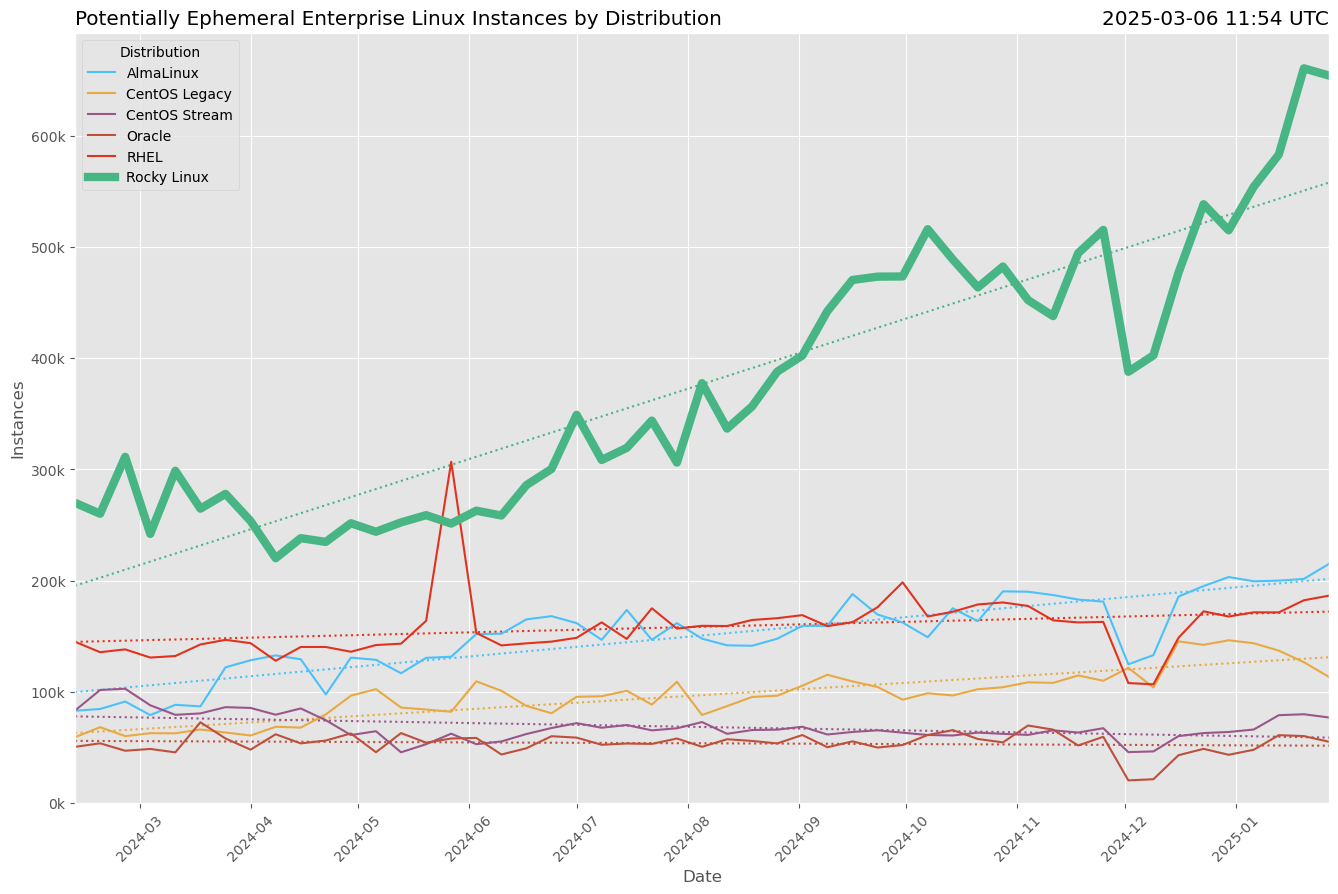 Potentially Ephemeral Enterprise Linux Instances by Distribution
2025-03-06 11:54 UTC
Distribution
AlmaLinux
CentOS Legacy
CentOS Stream
Oracle
RHEL
Rocky Linux
600k
500k
400k
300k
200k
100k
0k
Instances
2024-03
2024-04
2024-05
2024-06
2024-07
2024-08
2024-09
2024-10
2024-11
2024-12
2025-01
Date